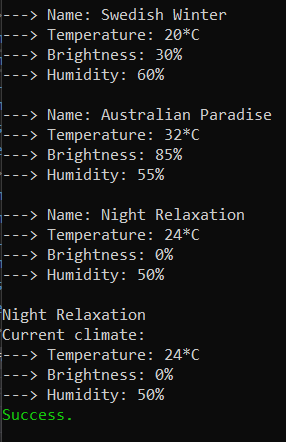 ---> Name: Swedish Winter
---> Temperature: 20*C
---> Brightness: 30%
---> Humidity: 60%
---> Name: Australian Paradise
---> Temperature: 32*C
---> Brightness: 85%
---> Humidity: 55%
---> Name: Night Relaxation
---> Temperature: 24*C
---> Brightness: 0%
---> Humidity: 50%
Night Relaxation
Current climate:
---> Temperature: 24*C
---> Brightness: 0%
---> Humidity: 50%
Success.